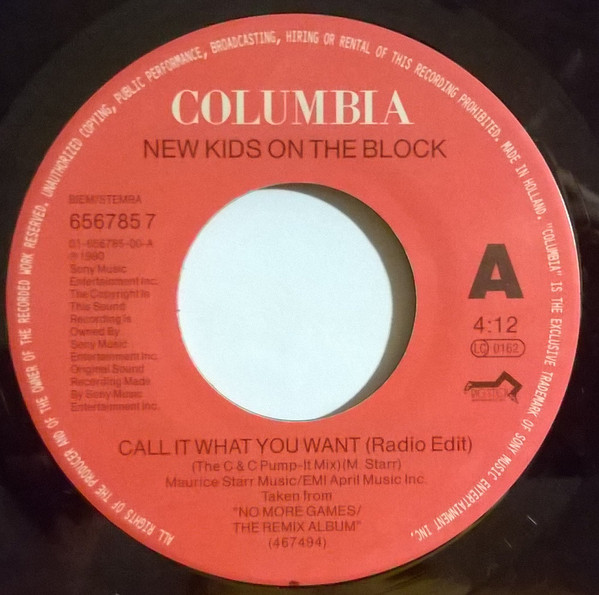 ALL RIGHTS OF THE PRODUCER AND OF THE OWNER OF THE RECORDED WORK RESERVED. UNAUTHORIZED COPYING, PUBLIC PERFORMANCE, BROADCASTING, HIRING OR RENTAL OF THIS RECORDING PROHIBITED. MADE IN HOLLAND. "COLUMBIA" IS THE EXCLUSIVE TRADEMARK OF SONY MUSIC ENTERTAINMENT INC.
COLUMBIA
NEW KIDS ON THE BLOCK
BIEM/STEMRA
656785 7
01-656785-00-A
℗ 1990
Sony Music
Entertainment Inc.
The Copyright In
This Sound
Recording is
Owned By
Sony Music
Entertainment Inc.
Original Sound
Recording Made
By Sony Music
Entertainment Inc.
A
4:12
LC 0162
CALL IT WHAT YOU WANT (Radio Edit)
(The C & C Pump-It Mix)(M. Starr)
Maurice Starr Music/EMI April Music Inc.
Taken from
"NO MORE GAMES/
THE REMIX ALBUM"
(467494)